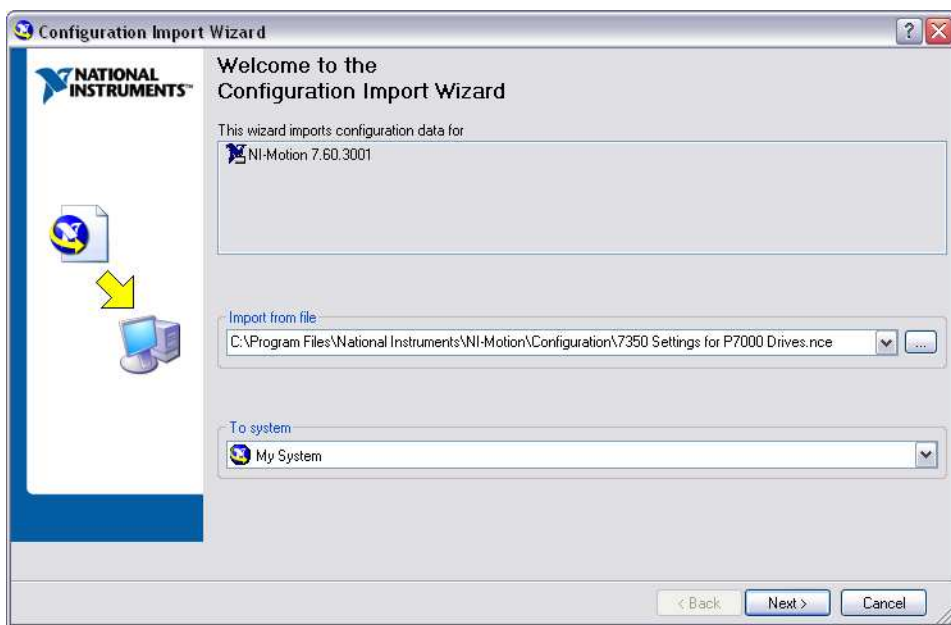 Configuration Import Wizard
NATIONAL
INSTRUMENTS™
Welcome to the
Configuration Import Wizard
This wizard imports configuration data for
NI-Motion 7.60.3001
Import from file
C:\Program Files\National Instruments\NI-Motion\Configuration\7350 Settings for P7000 Drives.nce
...
To system
My System
< Back
Next >
Cancel